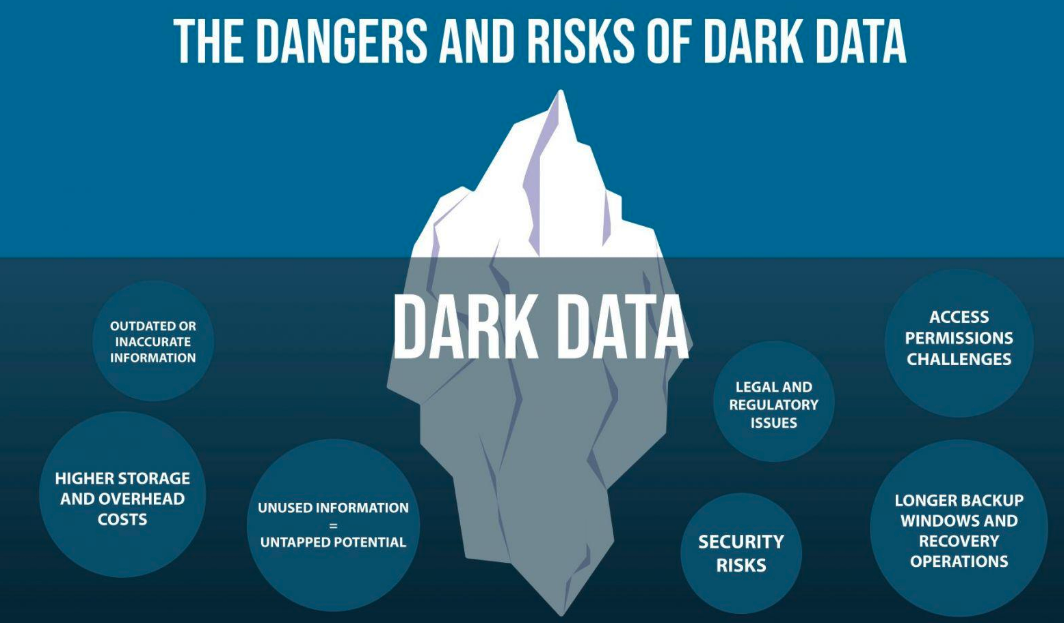 THE DANGERS AND RISKS OF DARK DATA
DARK DATA
OUTDATED OR
INACCURATE
INFORMATION
HIGHER STORAGE
AND OVERHEAD
COSTS
UNUSED INFORMATION
=
UNTAPPED POTENTIAL
LEGAL AND
REGULATORY
ISSUES
SECURITY
RISKS
ACCESS
PERMISSIONS
CHALLENGES
LONGER BACKUP
WINDOWS AND
RECOVERY
OPERATIONS